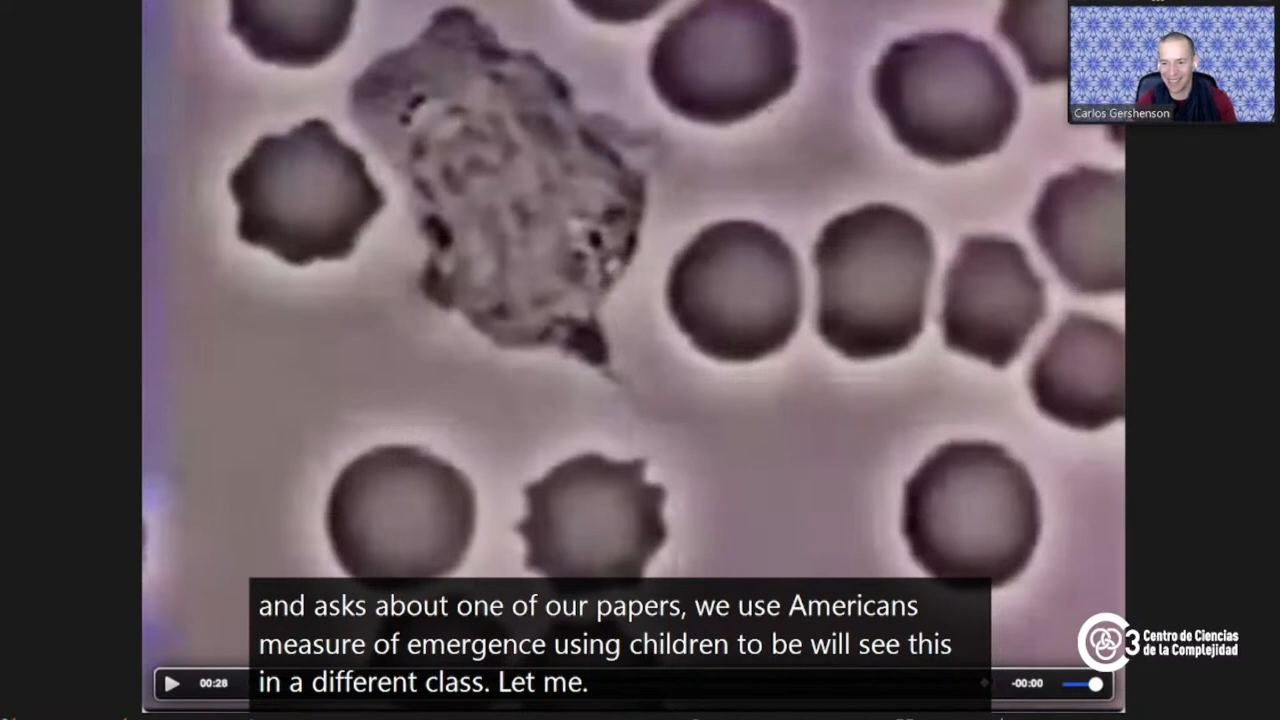 Carlos Gershenson
and asks about one of our papers, we use Americans
measure of emergence using children to be will see this
in a different class. Let me.
00:28
-00:00
C3 Centro de Ciencias
de la Complejidad